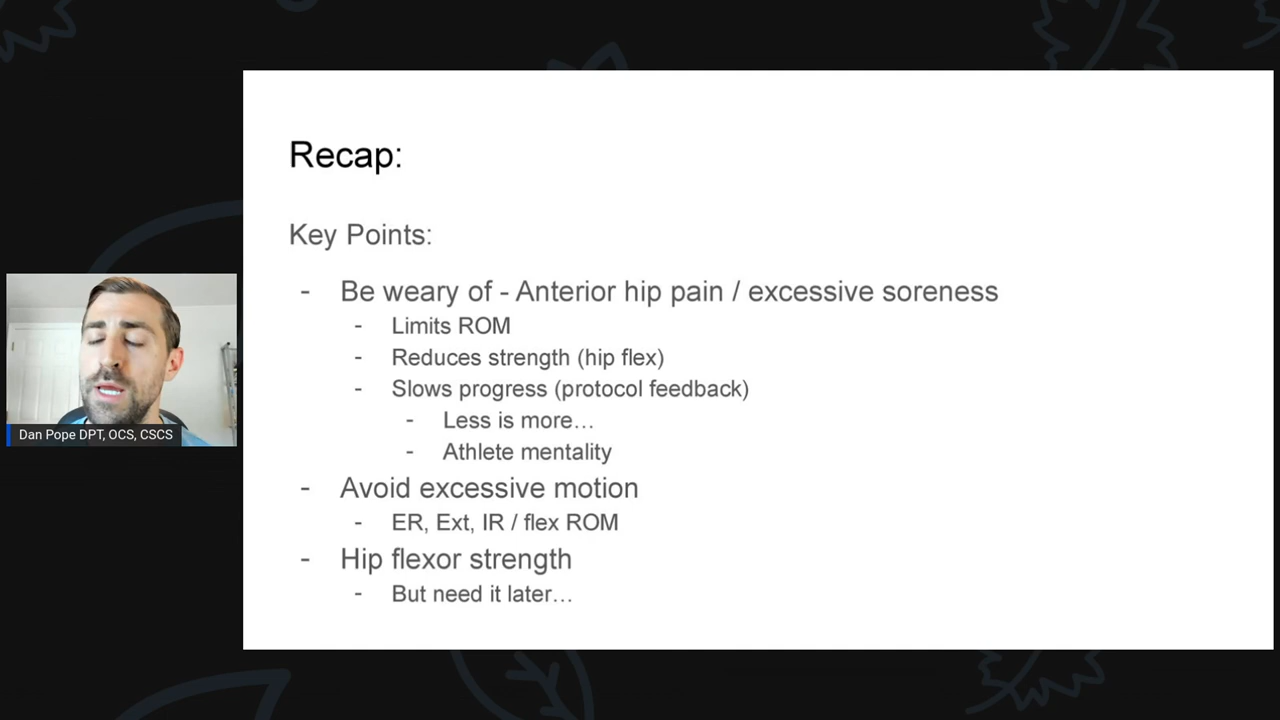 Recap:
Key Points:
- Be weary of - Anterior hip pain / excessive soreness
- Limits ROM
- Reduces strength (hip flex)
- Slows progress (protocol feedback)
- Less is more…
- Athlete mentality
- Avoid excessive motion
- ER, Ext, IR / flex ROM
- Hip flexor strength
- But need it later…
Dan Pope DPT, OCS, CSCS